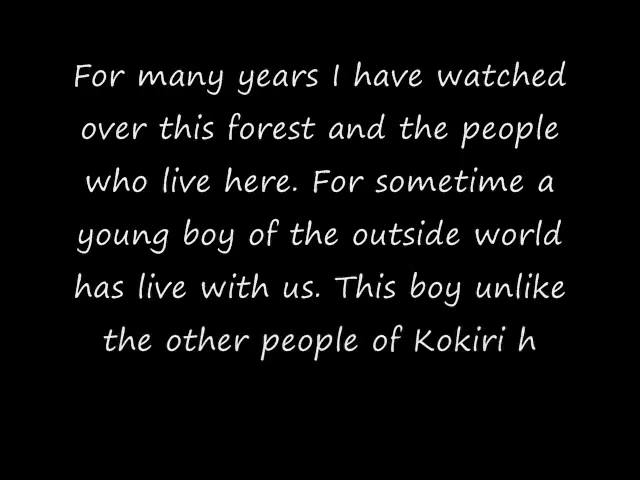 For many years I have watched
over this forest and the people
who live here. For sometime a
young boy of the outside world
has live with us. This boy unlike
the other people of Kokiri h